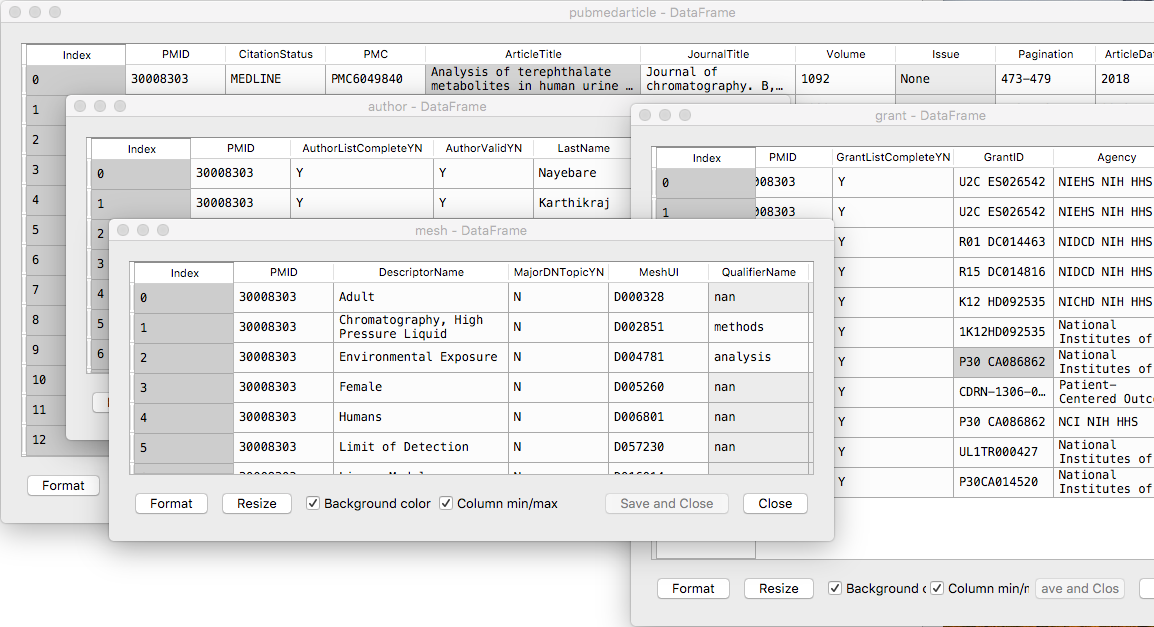 pubmedarticle - DataFrame
Index PMID CitationStatus PMC ArticleTitle JournalTitle Volume Issue Pagination ArticleDa
0 30008303 MEDLINE PMC6049840 Analysis of terephthalate Journal of 1092 None 473-479 2018
metabolites in human urine … chromatography. B,…
1
2
3
4
5
6
7
8
9
10
11
12
Format
author - DataFrame
Index PMID AuthorListCompleteYN AuthorValidYN LastName
0 30008303 Y Y Nayebare
1 30008303 Y Y Karthikraj
2
3
4
5
6
mesh - DataFrame
Index PMID DescriptorName MajorDNTopicYN MeshUI QualifierName
0 30008303 Adult N D000328 nan
1 30008303 Chromatography, High N D002851 methods
Pressure Liquid
2 30008303 Environmental Exposure N D004781 analysis
3 30008303 Female N D005260 nan
4 30008303 Humans N D006801 nan
5 30008303 Limit of Detection N D057230 nan
Format Resize Background color Column min/max Save and Close Close
grant - DataFrame
Index PMID GrantListCompleteYN GrantID Agency
0 08303 Y U2C ES026542 NIEHS NIH HHS
1 08303 Y U2C ES026542 NIEHS NIH HHS
Y R01 DC014463 NIDCD NIH HHS
Y R15 DC014816 NIDCD NIH HHS
Y K12 HD092535 NICHD NIH HHS
Y 1K12HD092535 National
Institutes of
Y P30 CA086862 National
Institutes of
Y CDRN-1306-0… Patient-
Centered Outco
Y P30 CA086862 NCI NIH HHS
Y UL1TR000427 National
Institutes of
Y P30CA014520 National
Institutes of
Format Resize Background c Column min/m ave and Clos